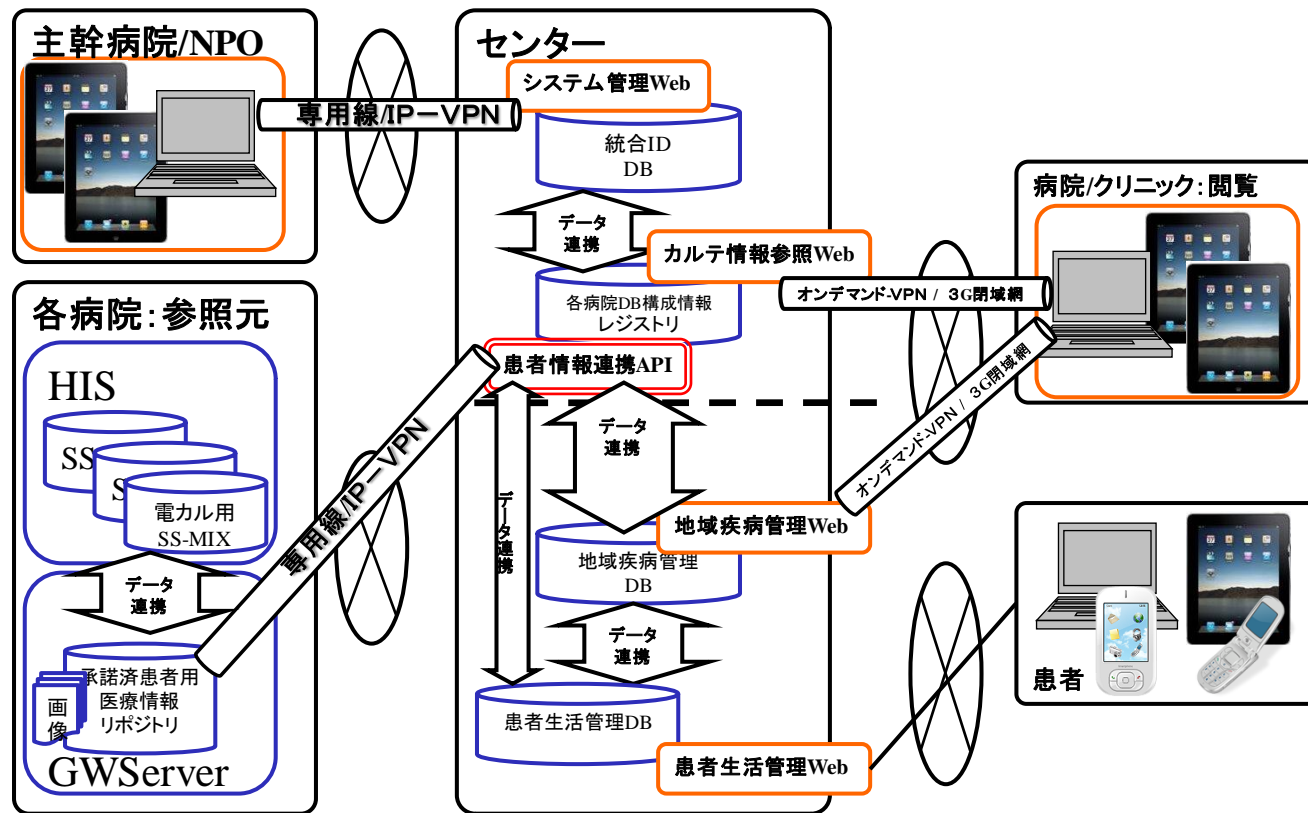 主幹病院/NPO
専用線/IP－VPN
各病院：参照元
HIS
SS
S
電カル用
SS-MIX
データ
連携
承諾済患者用
医療情報
リポジトリ
画
像
GWServer
専用線/IP－VPN
センター
システム管理Web
統合ID
DB
データ
連携
カルテ情報参照Web
各病院DB構成情報
レジストリ
患者情報連携API
データ
連携
データ連携
地域疾病管理Web
地域疾病管理
DB
データ
連携
患者生活管理DB
患者生活管理Web
オンデマンド-VPN / ３G閉域網
オンデマンド-VPN / ３G閉域網
病院/クリニック：閲覧
患者